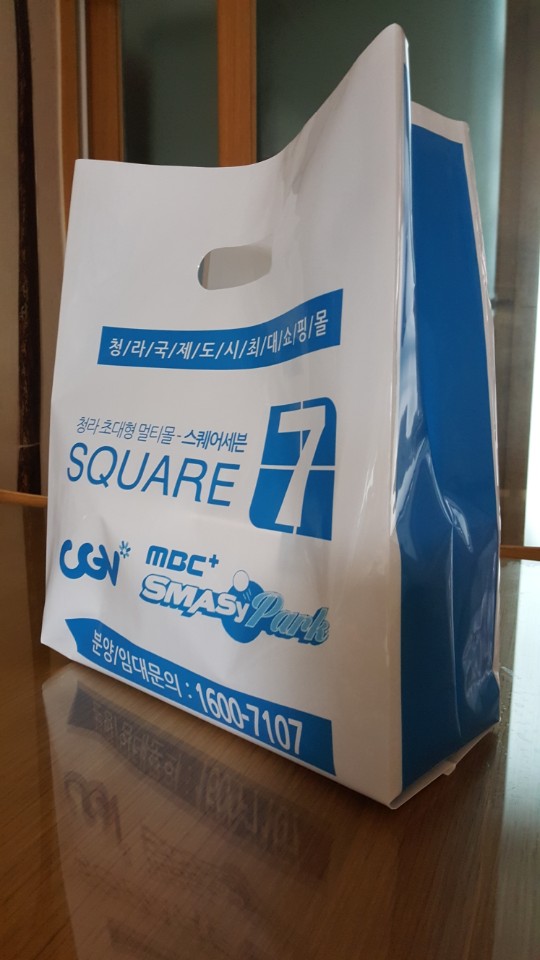 청/라/국/제/도/시/최/대/쇼/핑/몰
청라 초대형 멀티몰 - 스퀘어세븐
SQUARE 7
CGV
MBC+
SMASy Park
분양/임대문의 : 1600-7107